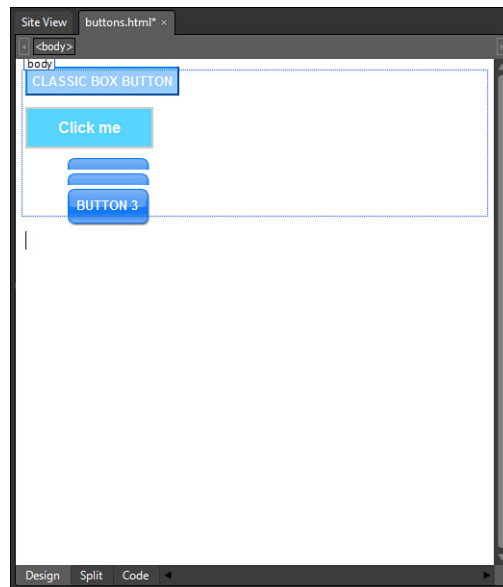 Site View buttons.html* ×
<body>
body
CLASSIC BOX BUTTON
Click me
BUTTON 3
Design Split Code